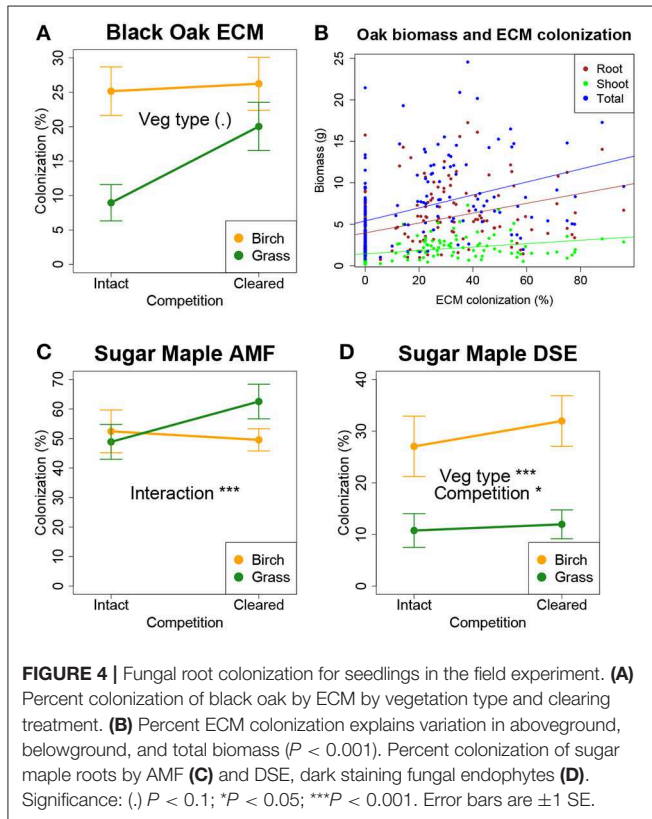 A
Black Oak ECM
Colonization (%)
0 5 10 15 20 25 30
Veg type (.)
Birch
Grass
Intact
Cleared
Competition
B
Oak biomass and ECM colonization
Biomass (g)
0 5 10 15 20 25
Root
Shoot
Total
0 20 40 60 80
ECM colonization (%)
C
Sugar Maple AMF
Colonization (%)
0 10 20 30 40 50 60 70
Interaction ***
Birch
Grass
Intact
Cleared
Competition
D
Sugar Maple DSE
Colonization (%)
0 10 20 30 40
Veg type ***
Competition *
Birch
Grass
Intact
Cleared
Competition
FIGURE 4 | Fungal root colonization for seedlings in the field experiment. (A)
Percent colonization of black oak by ECM by vegetation type and clearing
treatment. (B) Percent ECM colonization explains variation in aboveground,
belowground, and total biomass (P < 0.001). Percent colonization of sugar
maple roots by AMF (C) and DSE, dark staining fungal endophytes (D).
Significance: (.) P < 0.1; *P < 0.05; ***P < 0.001. Error bars are ±1 SE.